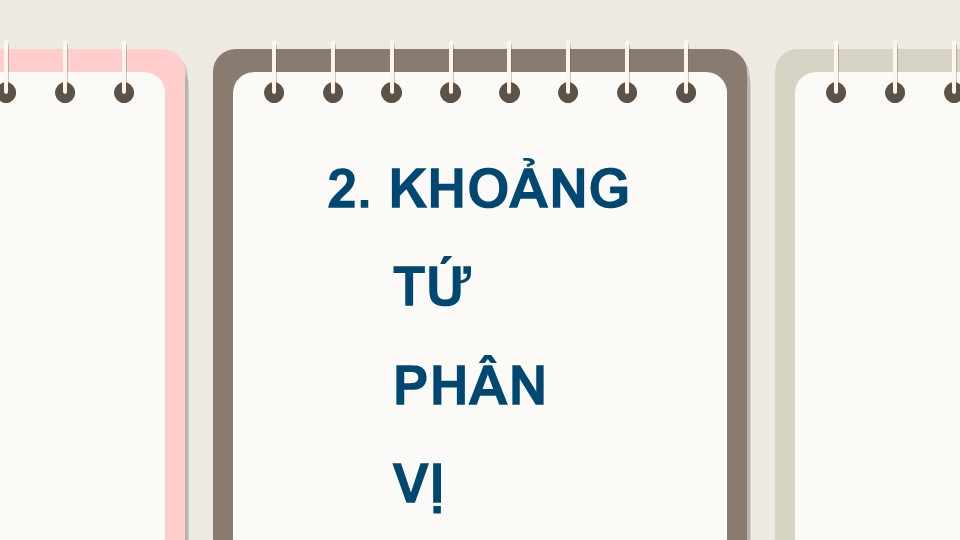 2. KHOẢNG
TỨ
PHÂN
VỊ